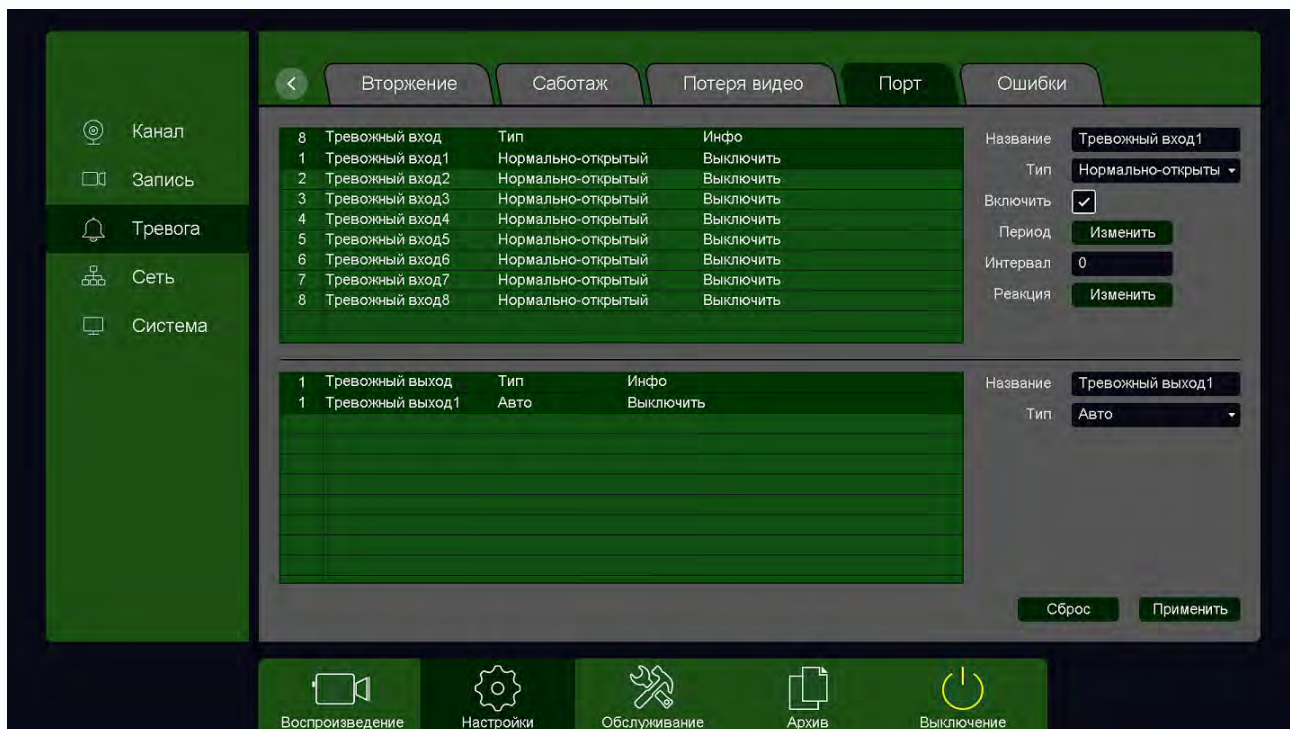 Вторжение Саботаж Потеря видео Порт Ошибки
Канал
Запись
Тревога
Сеть
Система
8 Тревожный вход Тип Инфо
1 Тревожный вход1 Нормально-открытый Выключить
2 Тревожный вход2 Нормально-открытый Выключить
3 Тревожный вход3 Нормально-открытый Выключить
4 Тревожный вход4 Нормально-открытый Выключить
5 Тревожный вход5 Нормально-открытый Выключить
6 Тревожный вход6 Нормально-открытый Выключить
7 Тревожный вход7 Нормально-открытый Выключить
8 Тревожный вход8 Нормально-открытый Выключить
Название Тревожный вход1
Тип Нормально-открыты
Включить
Период Изменить
Интервал 0
Реакция Изменить
1 Тревожный выход Тип Инфо
1 Тревожный выход1 Авто Выключить
Название Тревожный выход1
Тип Авто
Сброс Применить
Воспроизведение Настройки Обслуживание Архив Выключение